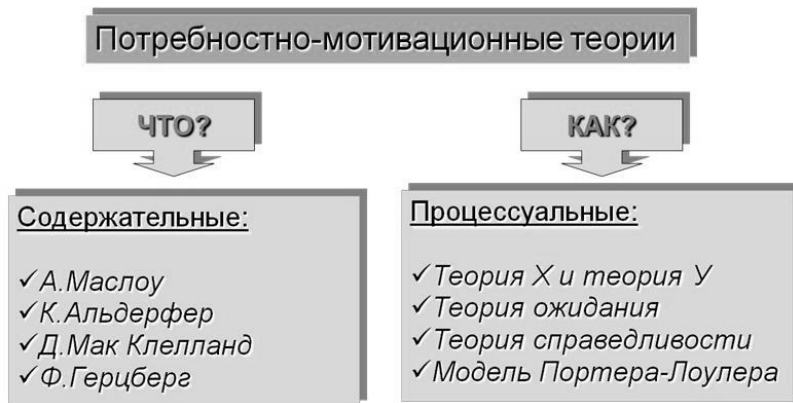 Потребностно-мотивационные теории
ЧТО?
КАК?
Содержательные:
✓А.Маслоу
✓К.Альдерфер
✓Д.Мак Клелланд
✓Ф.Герцберг
Процессуальные:
✓Теория Х и теория У
✓Теория ожидания
✓Теория справедливости
✓Модель Портера-Лоулера